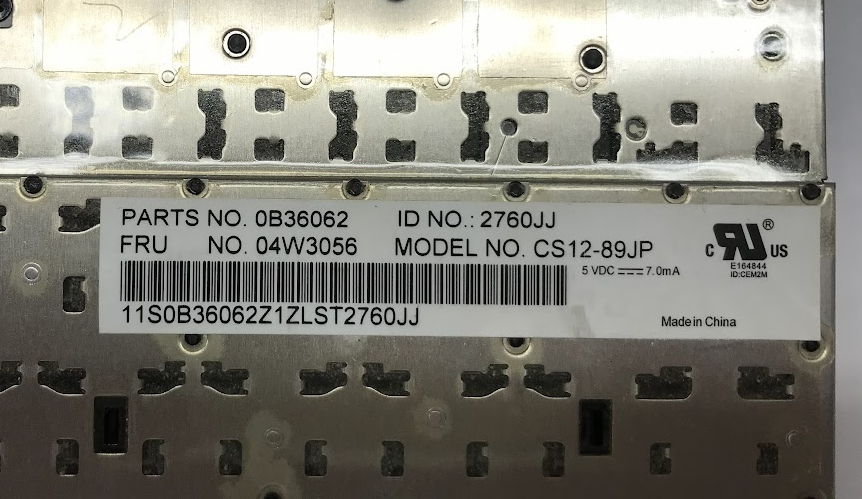 PARTS NO. 0B36062 ID NO.: 2760JJ
FRU NO. 04W3056 MODEL NO. CS12-89JP
5 VDC ⎓ 7.0mA
11S0B36062Z1ZLST2760JJ
c RU ® US
E164844
ID:CEM2M
Made in China